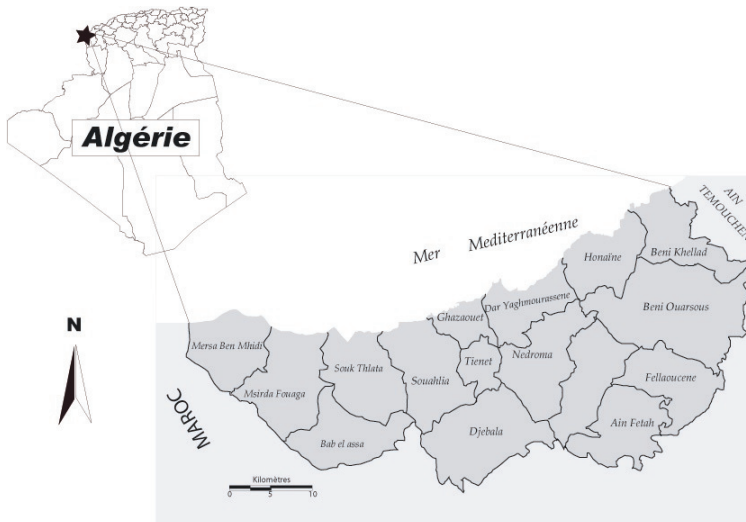 Algérie
AIN
TEMOUCHEN
Mer Mediterranéenne
Honaïne
Beni Khellad
Dar Yaghmourassene
Ghazaouet
Beni Ouarsous
Mersa Ben Mhidi
Souk Thlata
Tienet
Nedroma
Souahlia
Fellaoucene
Msirda Fouaga
MAROC
Djebala
Ain Fetah
Bab el assa
N
Kilomètres
0 5 10